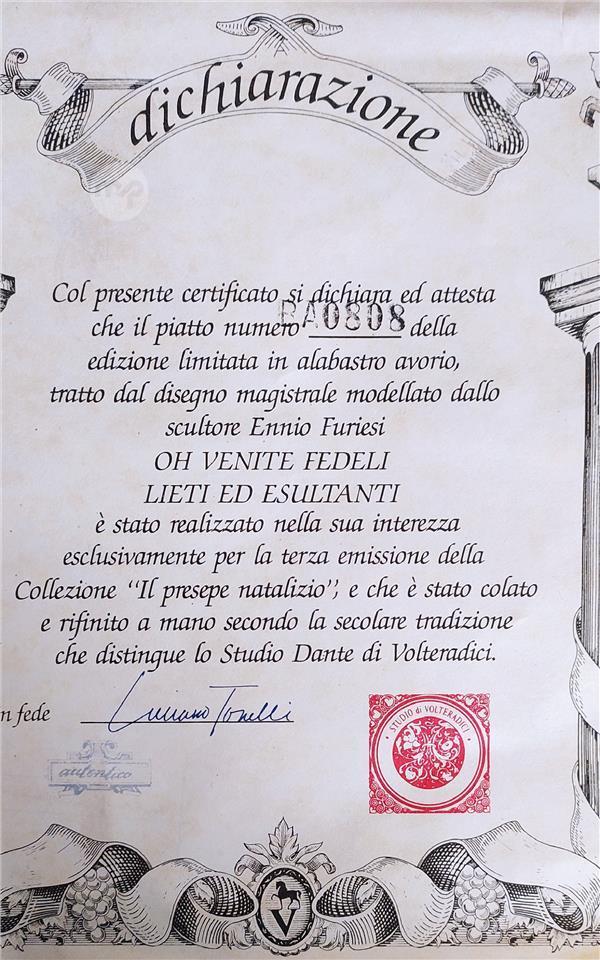 dichiarazione
Col presente certificato si dichiara ed attesta
che il piatto numero RA0808 della
edizione limitata in alabastro avorio,
tratto dal disegno magistrale modellato dallo
scultore Ennio Furiesi
OH VENITE FEDELI
LIETI ED ESULTANTI
è stato realizzato nella sua interezza
esclusivamente per la terza emissione della
Collezione “Il presepe natalizio”, e che è stato colato
e rifinito a mano secondo la secolare tradizione
che distingue lo Studio Dante di Volteradici.
n fede Luciano Tonelli
STUDIO di VOLTERADICI
autentico
V